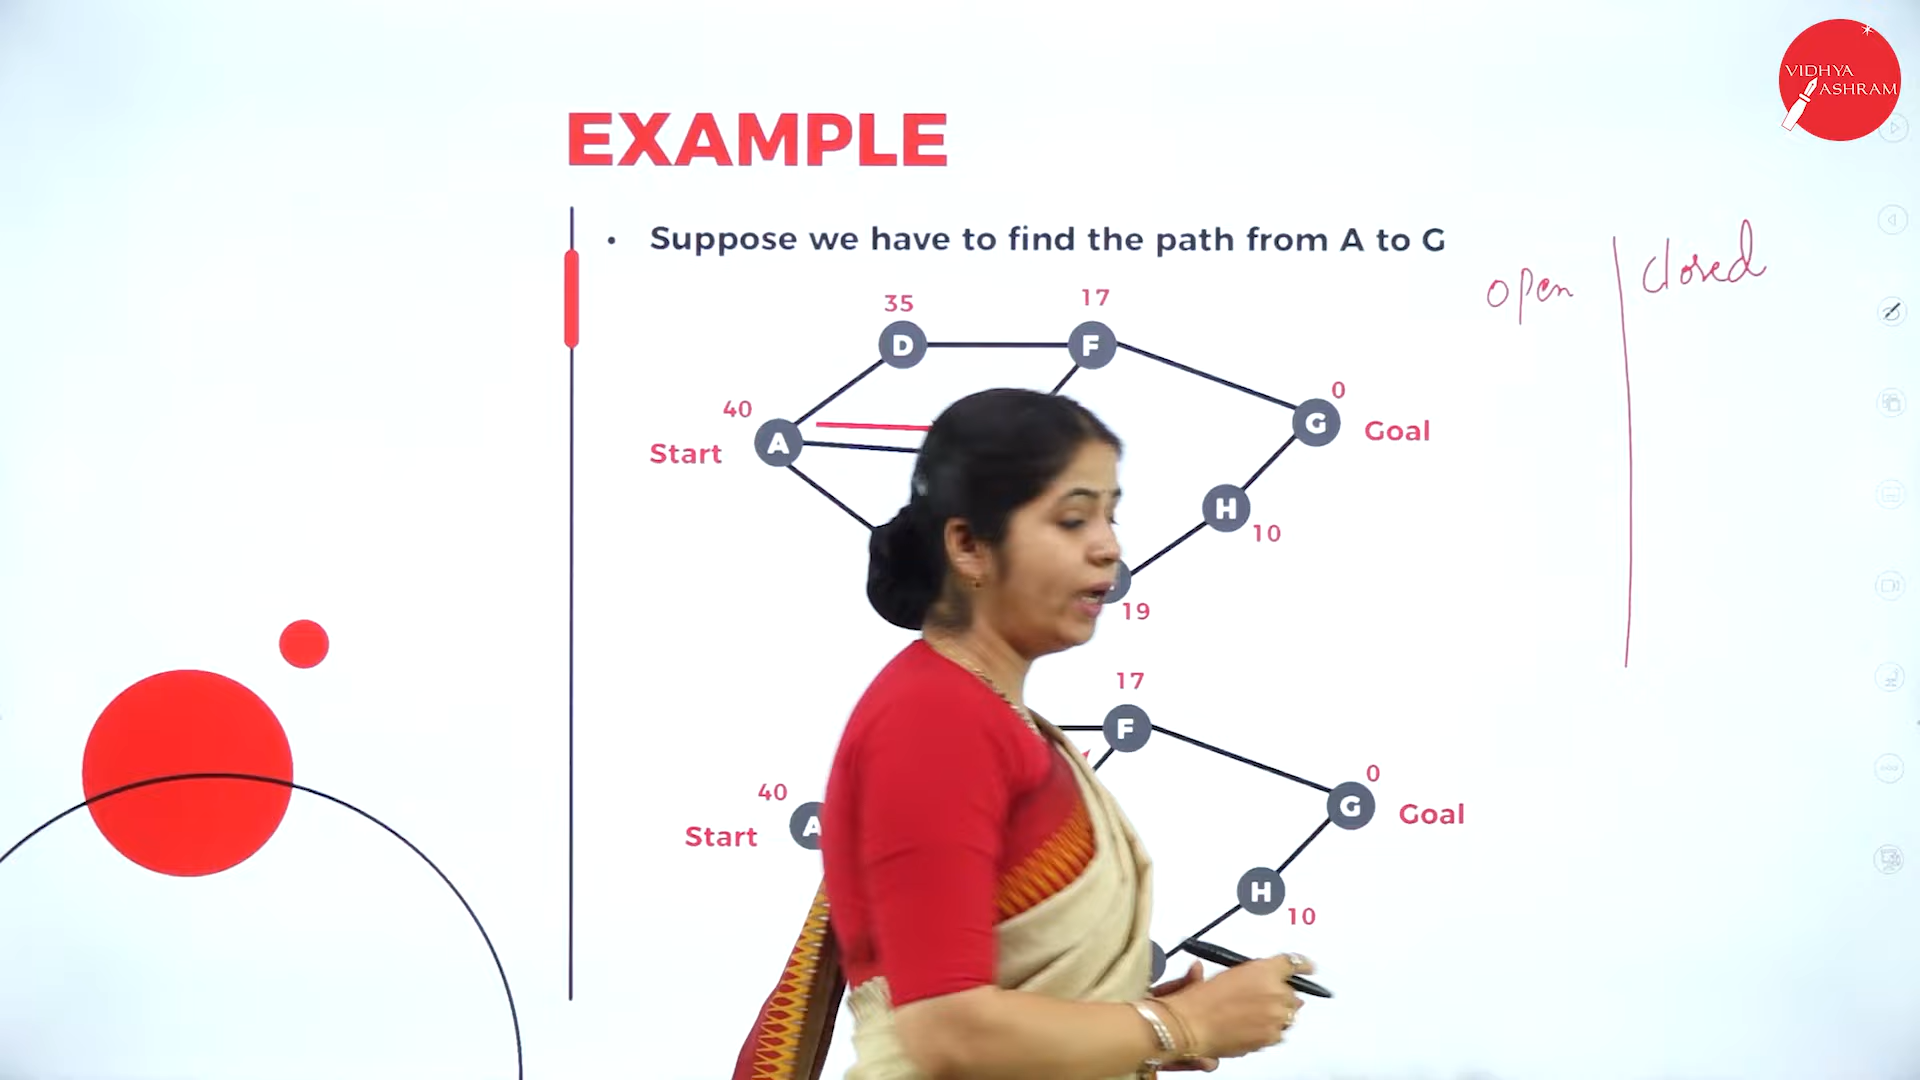 VIDHYA
ASHRAM
EXAMPLE
• Suppose we have to find the path from A to G
open closed
35
17
D
F
0
40
G
Goal
A
Start
H
10
19
17
F
0
40
G
Goal
A
Start
H
10